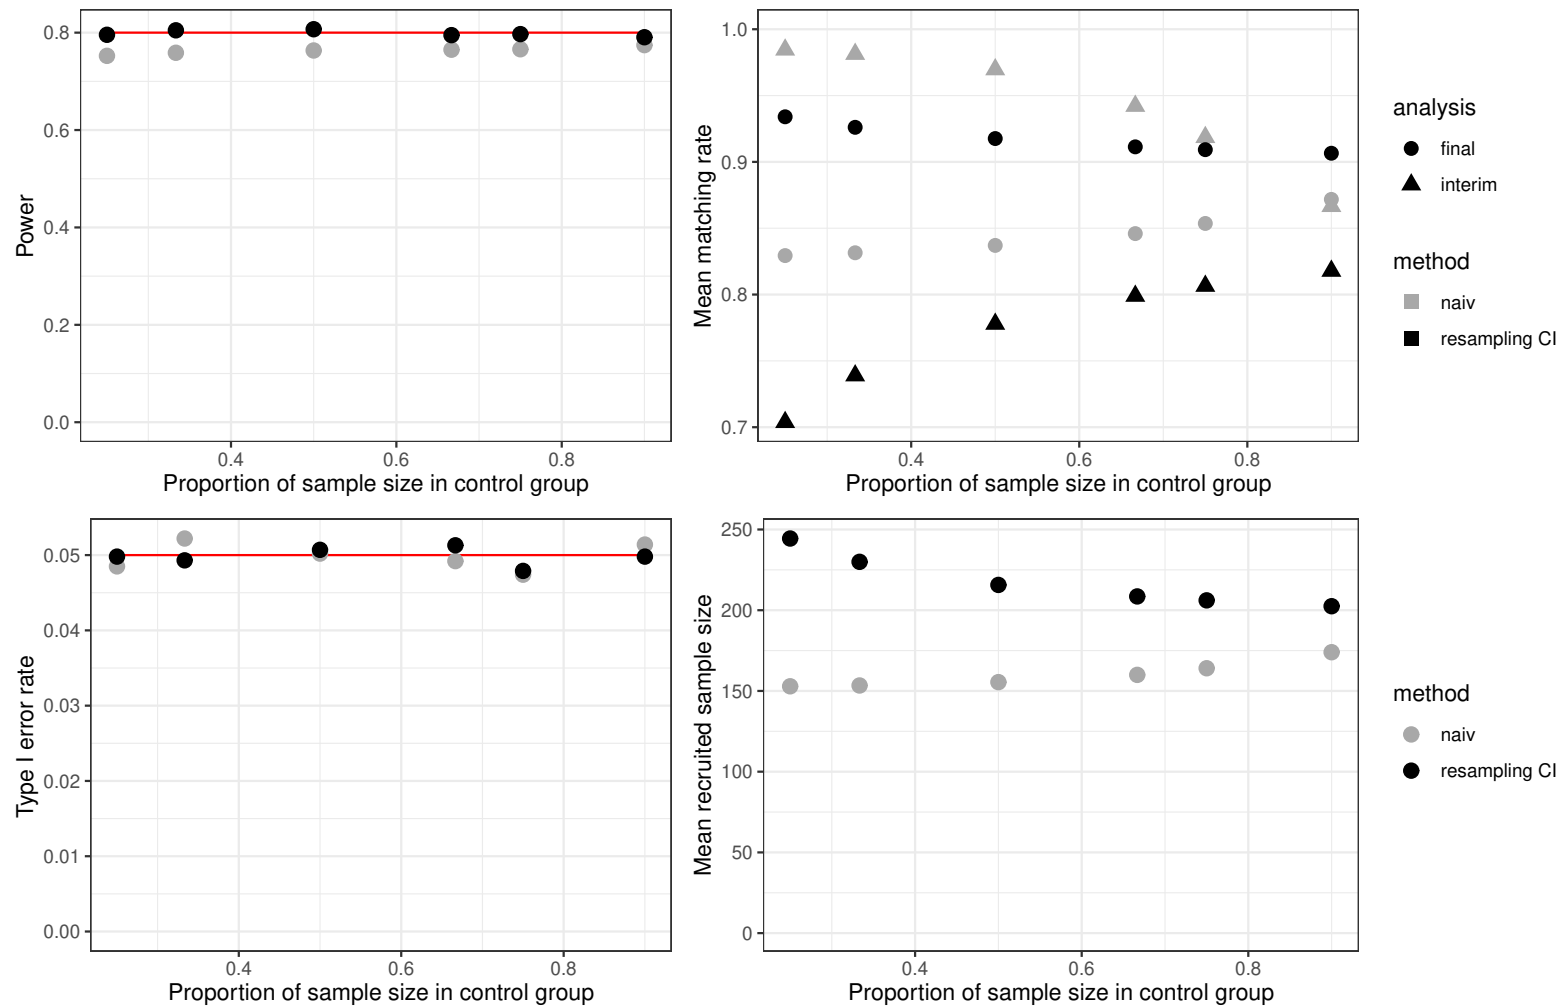 0.8
0.6
0.4
0.2
0.0
Power
0.4 0.6 0.8
Proportion of sample size in control group
1.0
0.9
0.8
0.7
Mean matching rate
0.4 0.6 0.8
Proportion of sample size in control group
analysis
final
interim
method
naiv
resampling CI
0.05
0.04
0.03
0.02
0.01
0.00
Type I error rate
0.4 0.6 0.8
Proportion of sample size in control group
250
200
150
100
50
0
Mean recruited sample size
0.4 0.6 0.8
Proportion of sample size in control group
method
naiv
resampling CI